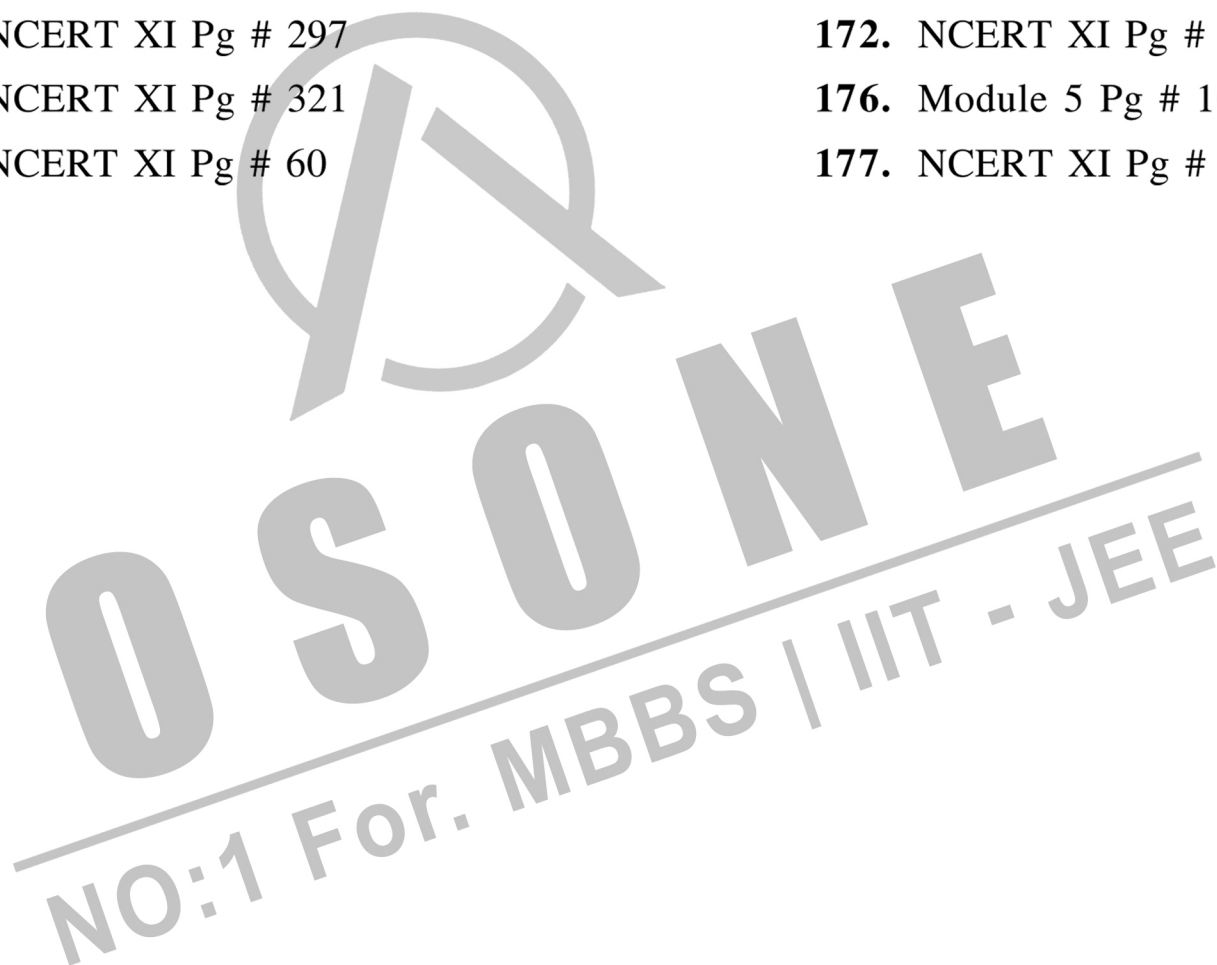 NCERT XI Pg # 297
NCERT XI Pg # 321
NCERT XI Pg # 60
172. NCERT XI Pg #
176. Module 5 Pg # 1
177. NCERT XI Pg #
OSONE
NO:1 For. MBBS | IIT - JEE